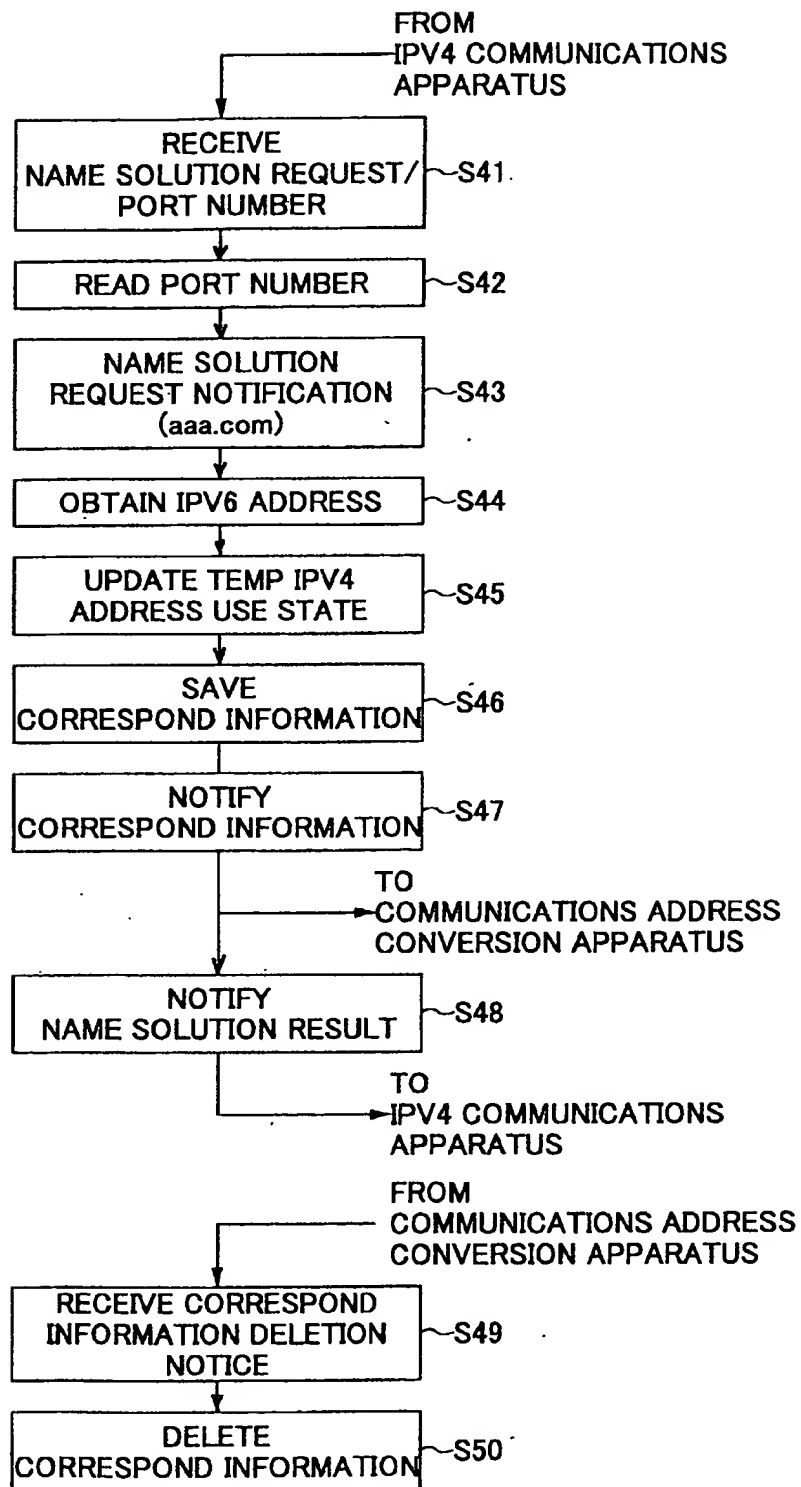 FROM
IPV4 COMMUNICATIONS
APPARATUS
RECEIVE
NAME SOLUTION REQUEST/
PORT NUMBER
S41
READ PORT NUMBER
S42
NAME SOLUTION
REQUEST NOTIFICATION
(aaa.com)
S43
OBTAIN IPV6 ADDRESS
S44
UPDATE TEMP IPV4
ADDRESS USE STATE
S45
SAVE
CORRESPOND INFORMATION
S46
NOTIFY
CORRESPOND INFORMATION
S47
TO
COMMUNICATIONS ADDRESS
CONVERSION APPARATUS
NOTIFY
NAME SOLUTION RESULT
S48
TO
IPV4 COMMUNICATIONS
APPARATUS
FROM
COMMUNICATIONS ADDRESS
CONVERSION APPARATUS
RECEIVE CORRESPOND
INFORMATION DELETION
NOTICE
S49
DELETE
CORRESPOND INFORMATION
S50